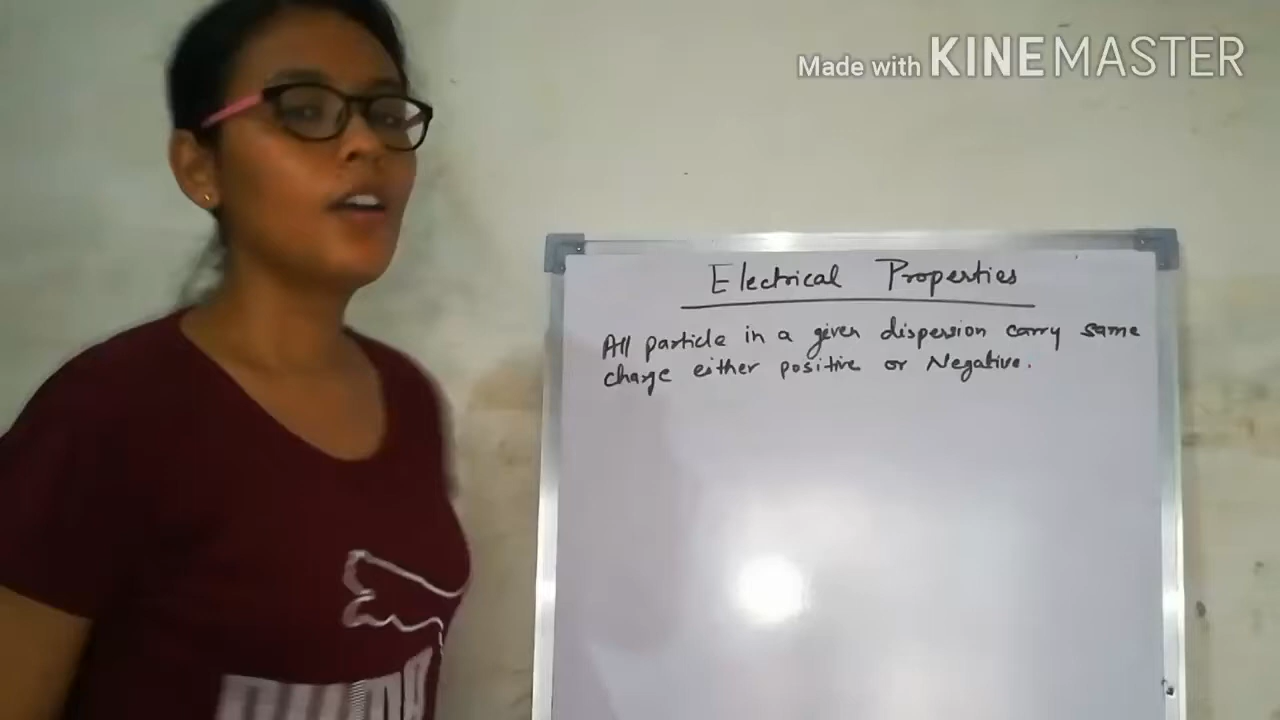 Made with KINEMASTER
Electrical Properties
All particle in a given dispersion carry same
charge either positive or Negative.
PUMA